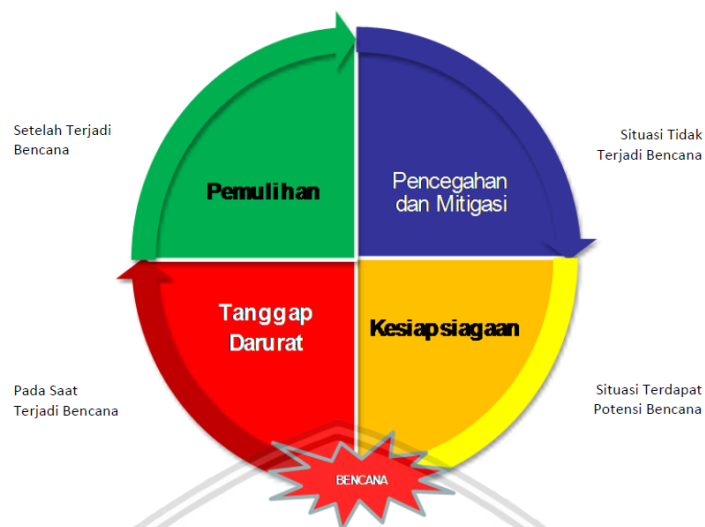 Setelah Terjadi
Bencana
Situasi Tidak
Terjadi Bencana
Pemulihan
Pencegahan
dan Mitigasi
Tanggap
Darurat
Kesiapsiagaan
Pada Saat
Terjadi Bencana
Situasi Terdapat
Potensi Bencana
BENCANA